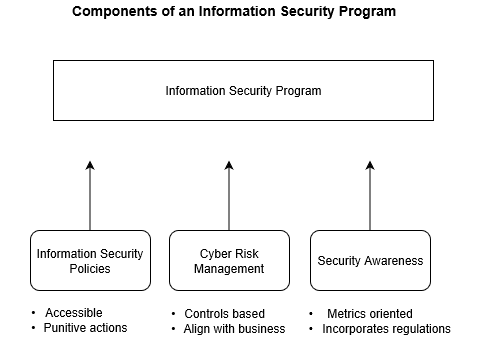 Components of an Information Security Program
Information Security Program
Information Security
Policies
Cyber Risk
Management
Security Awareness
• Accessible
• Punitive actions
• Controls based
• Align with business
• Metrics oriented
• Incorporates regulations